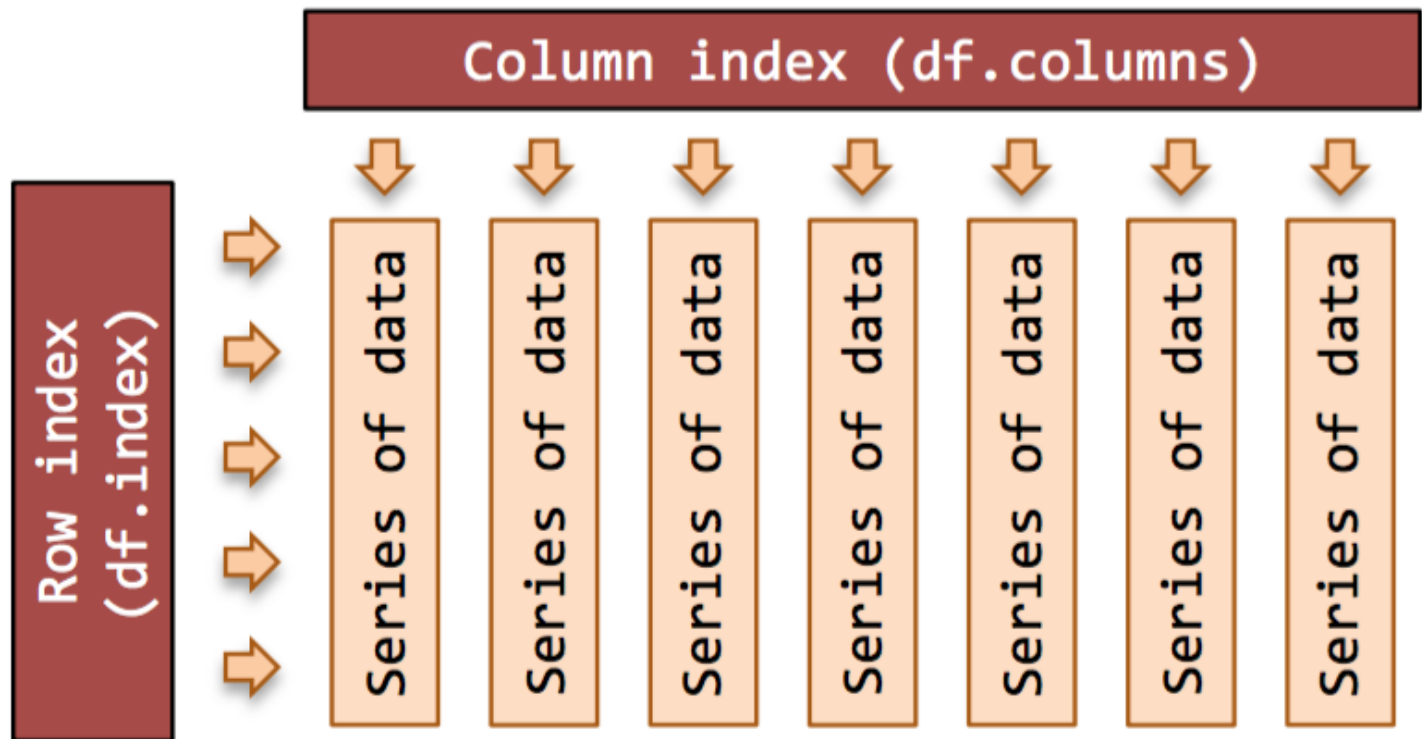 Column index (df.columns)
Row index
(df.index)
Series of data
Series of data
Series of data
Series of data
Series of data
Series of data
Series of data